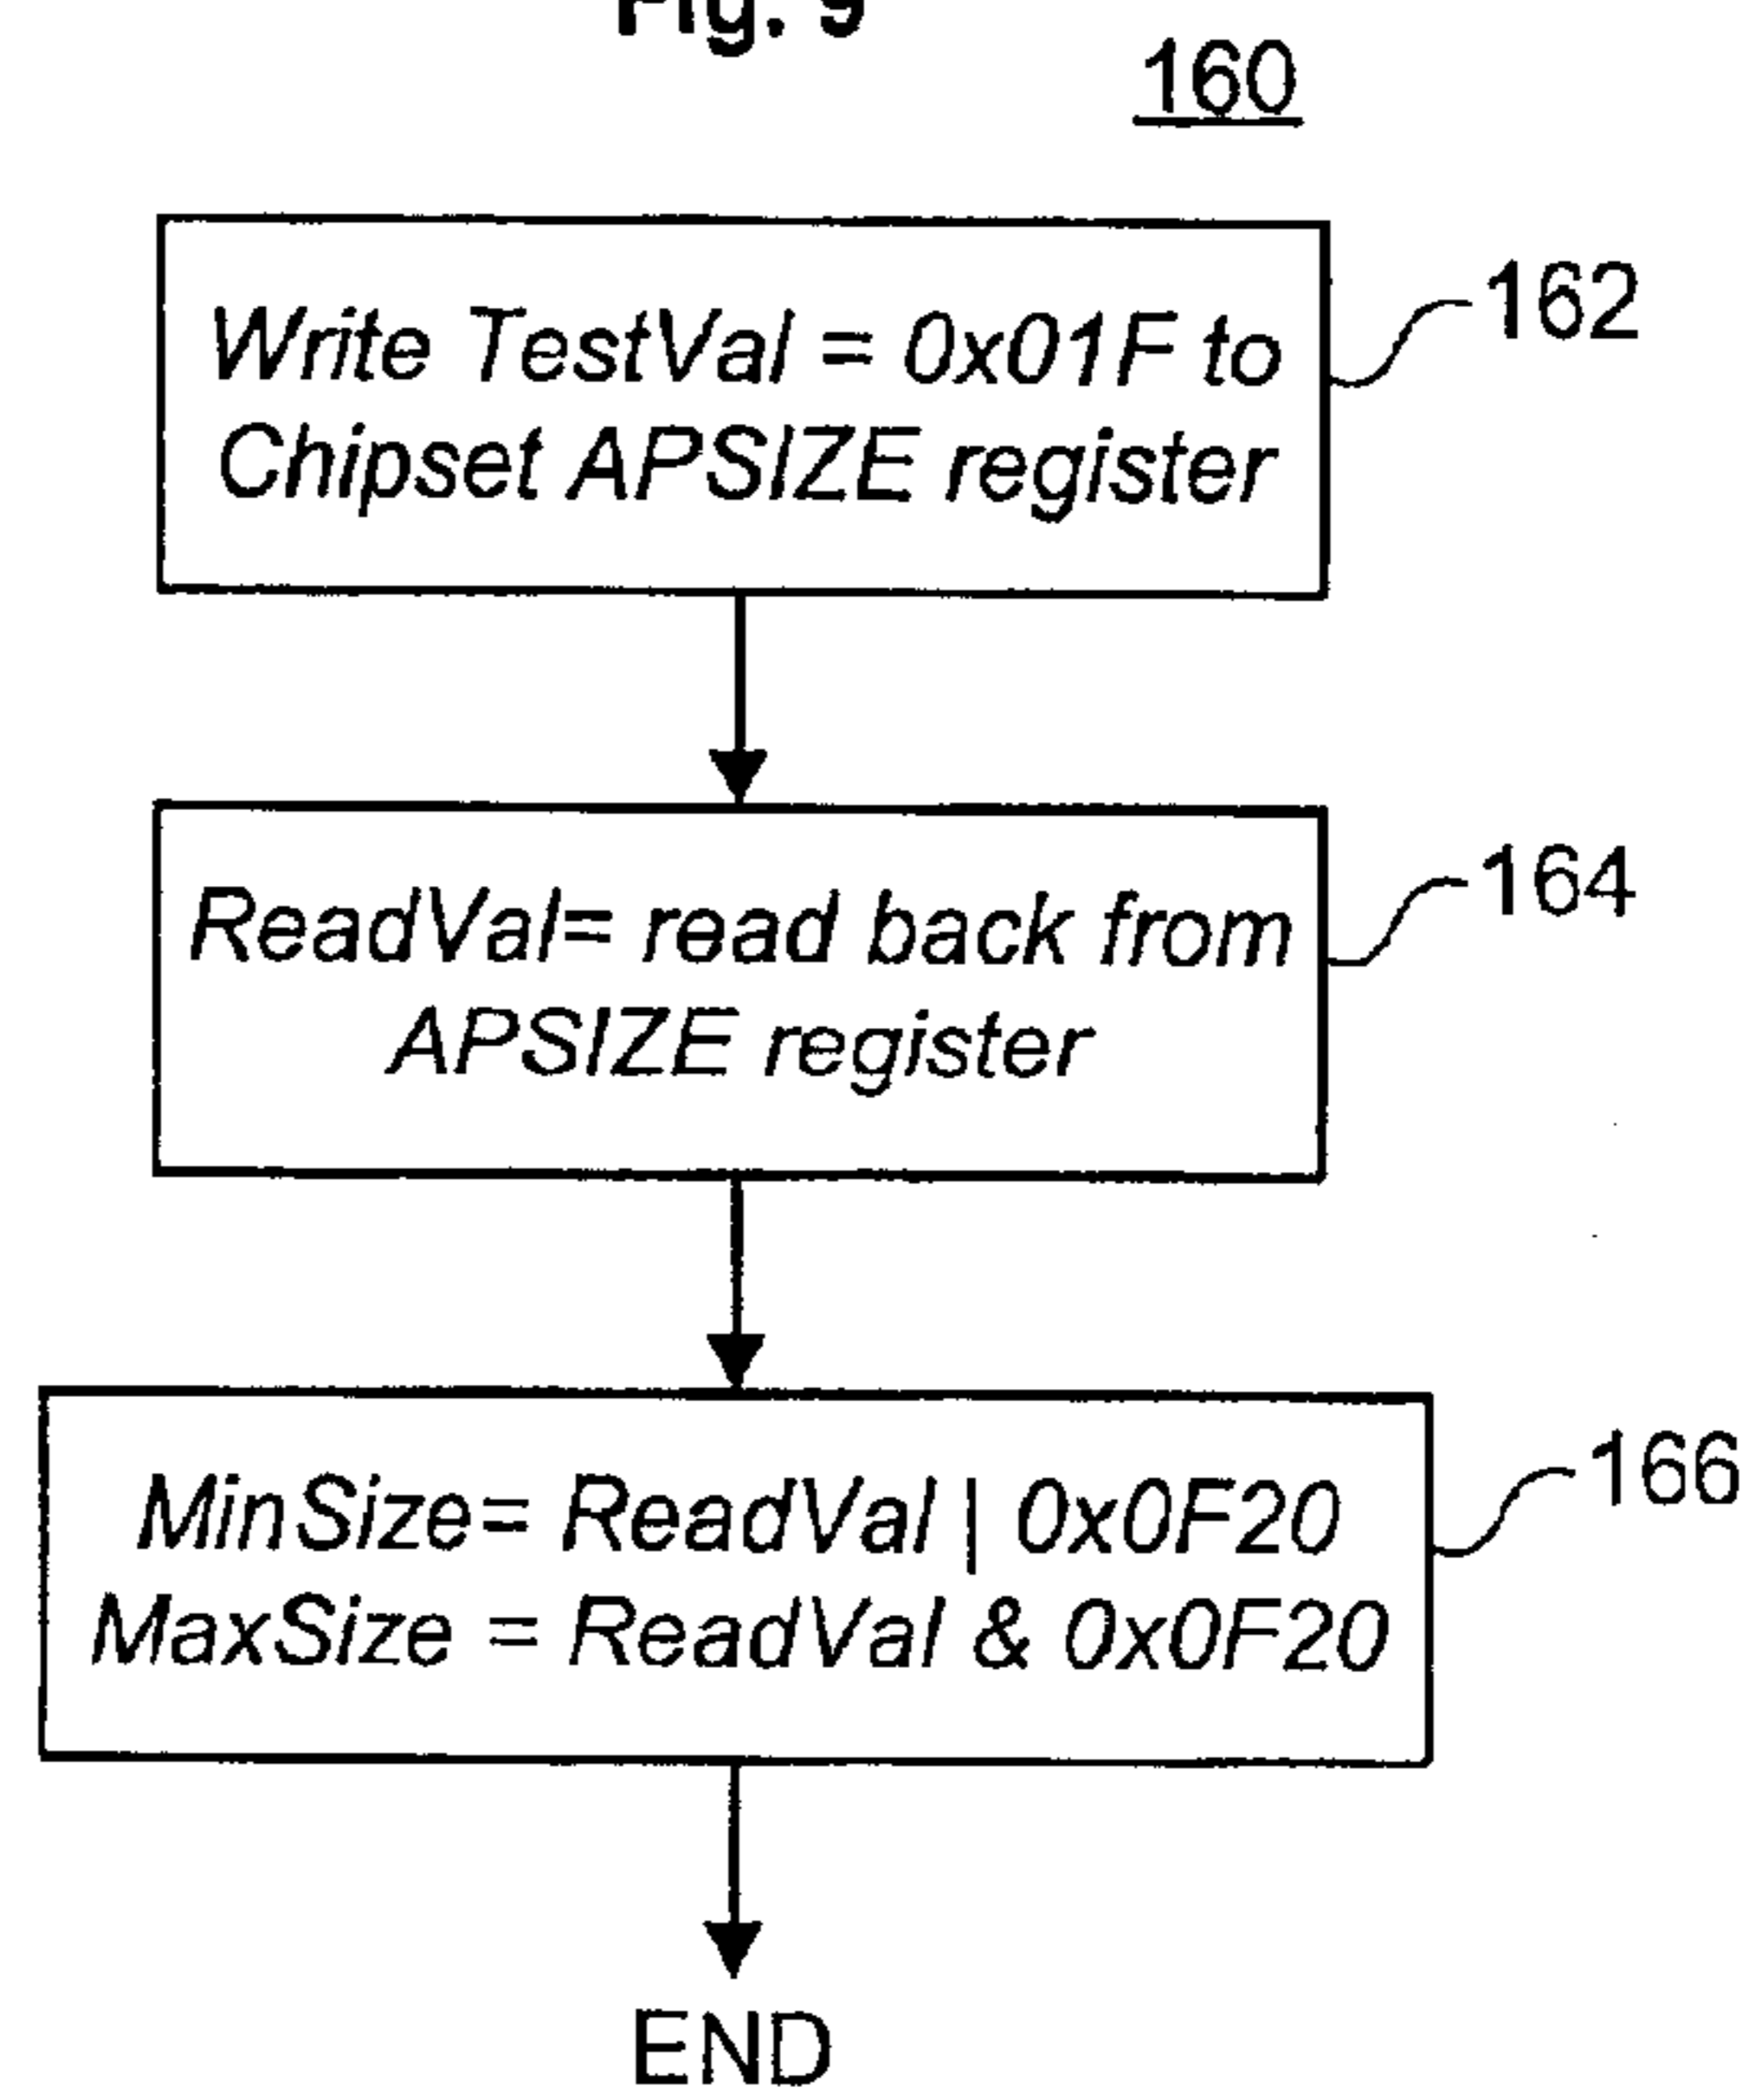 Fig. 9
160
Write TestVal = 0x01F to
Chipset APSIZE register
162
ReadVal= read back from
APSIZE register
164
MinSize= ReadVal | 0x0F20
MaxSize = ReadVal & 0x0F20
166
END